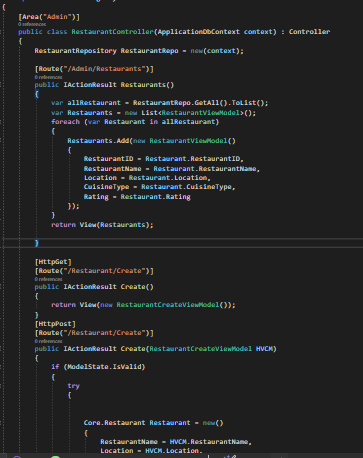 {
[Area("Admin")]
0 references
public class RestaurantController(ApplicationDbContext context) : Controller
{
RestaurantRepository RestaurantRepo = new(context);
[Route("/Admin/Restaurants")]
0 references
public IActionResult Restaurants()
{
var allRestaurant = RestaurantRepo.GetAll().ToList();
var Restaurants = new List<RestaurantViewModel>();
foreach (var Restaurant in allRestaurant)
{
Restaurants.Add(new RestaurantViewModel()
{
RestaurantID = Restaurant.RestaurantID,
RestaurantName = Restaurant.RestaurantName,
Location = Restaurant.Location,
CuisineType = Restaurant.CuisineType,
Rating = Restaurant.Rating
});
}
return View(Restaurants);
}
[HttpGet]
[Route("/Restaurant/Create")]
0 references
public IActionResult Create()
{
return View(new RestaurantCreateViewModel());
}
[HttpPost]
[Route("/Restaurant/Create")]
0 references
public IActionResult Create(RestaurantCreateViewModel HVCM)
{
if (ModelState.IsValid)
{
try
{
Core.Restaurant Restaurant = new()
{
RestaurantName = HVCM.RestaurantName,
Location = HVCM.Location,